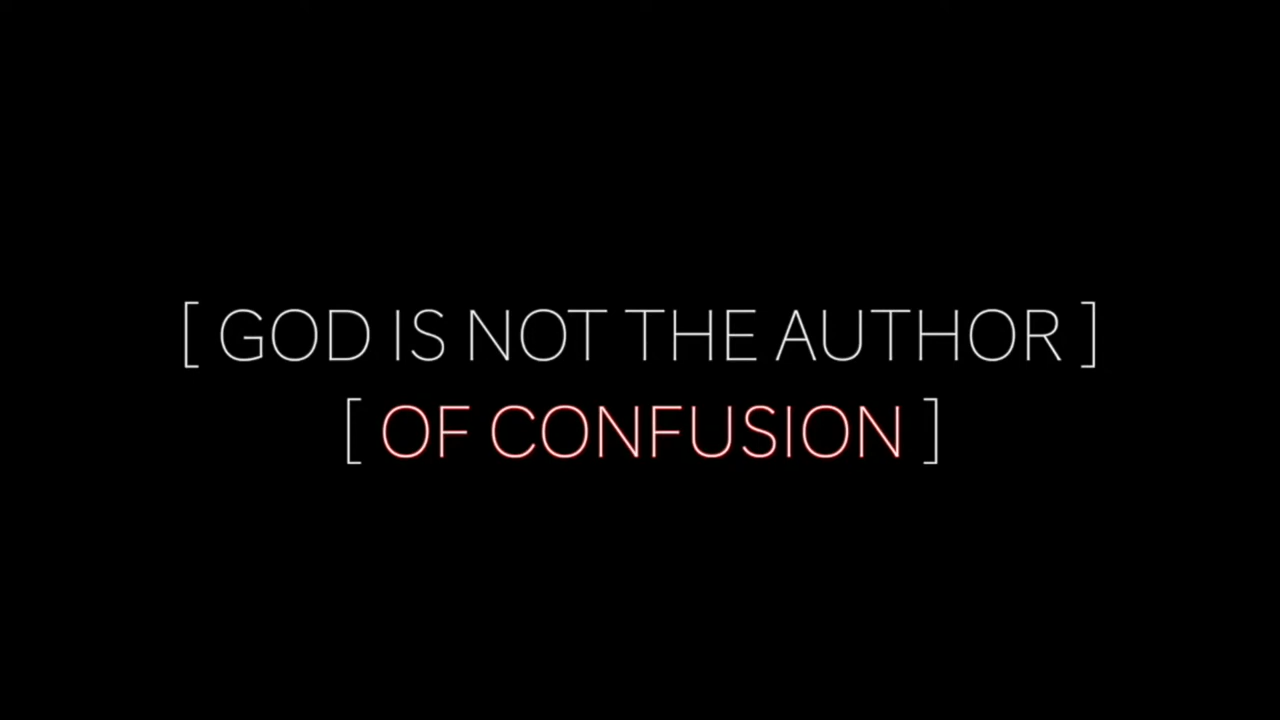 [ GOD IS NOT THE AUTHOR ]
[ OF CONFUSION ]